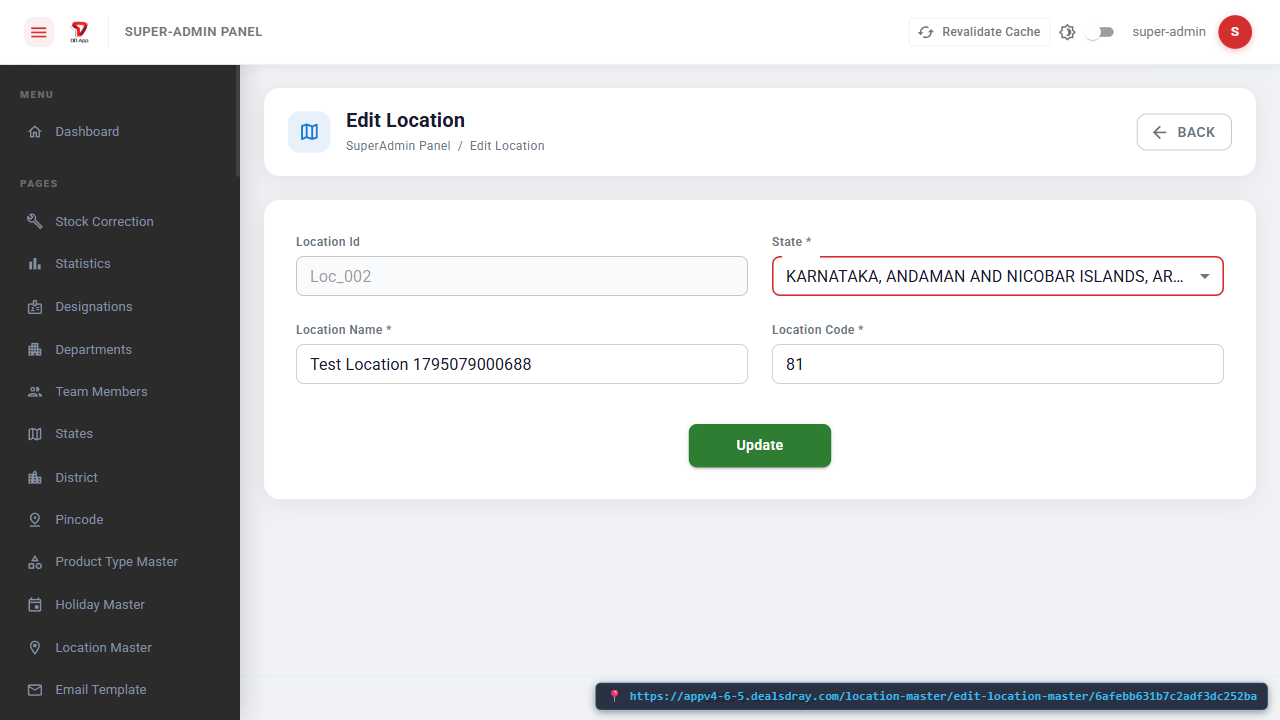 DD App
SUPER-ADMIN PANEL
Revalidate Cache
super-admin
S
MENU
Dashboard
PAGES
Stock Correction
Statistics
Designations
Departments
Team Members
States
District
Pincode
Product Type Master
Holiday Master
Location Master
Email Template
Edit Location
SuperAdmin Panel / Edit Location
BACK
Location Id
Loc_002
State *
KARNATAKA, ANDAMAN AND NICOBAR ISLANDS, AR...
Location Name *
Test Location 1795079000688
Location Code *
81
Update
https://appv4-6-5.dealsdray.com/location-master/edit-location-master/6afebb631b7c2adf3dc252ba